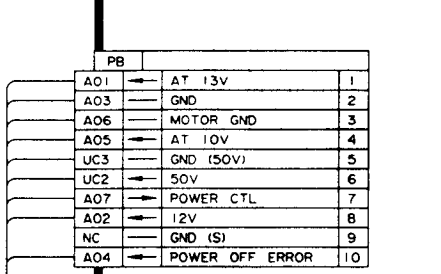 PB
A01 AT 13V 1
A03 GND 2
A06 MOTOR GND 3
A05 AT 10V 4
UC3 GND (50V) 5
UC2 50V 6
A07 POWER CTL 7
A02 12V 8
NC GND (S) 9
A04 POWER OFF ERROR 10